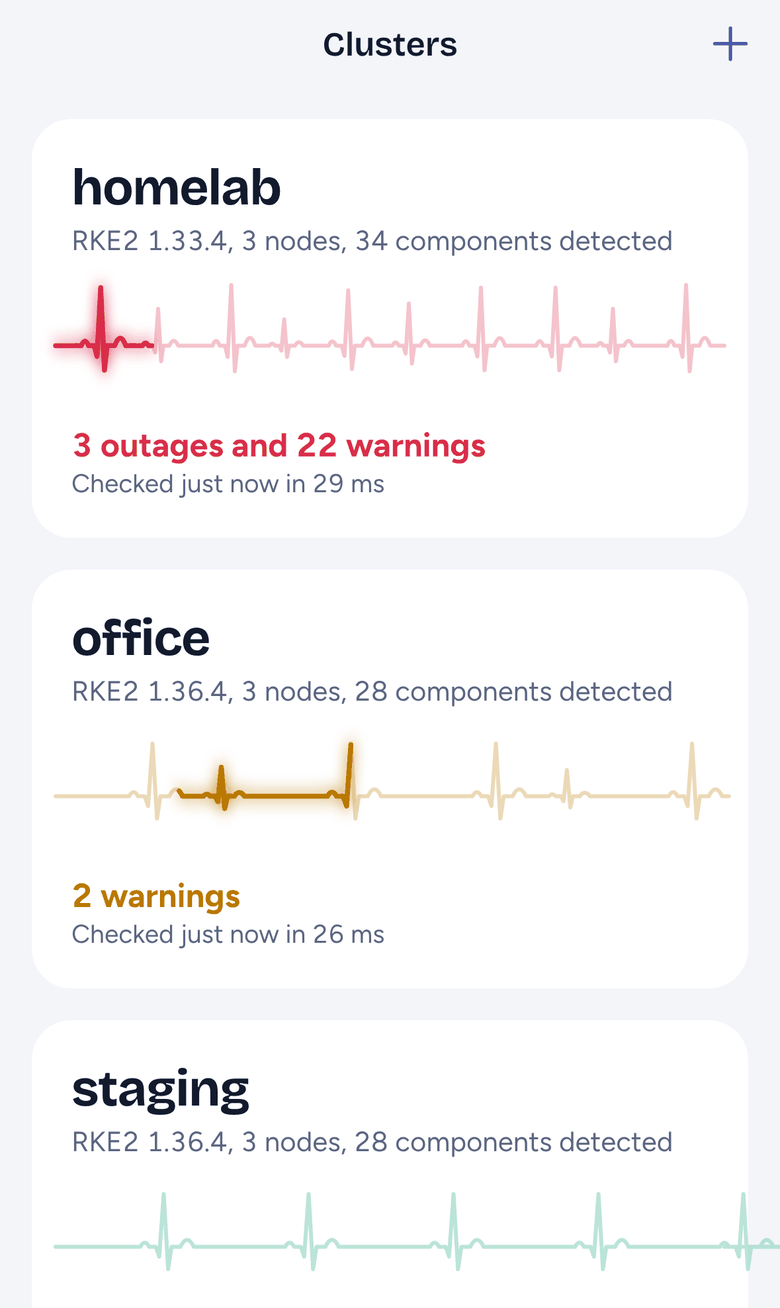 Clusters
homelab
RKE2 1.33.4, 3 nodes, 34 components detected
3 outages and 22 warnings
Checked just now in 29 ms
office
RKE2 1.36.4, 3 nodes, 28 components detected
2 warnings
Checked just now in 26 ms
staging
RKE2 1.36.4, 3 nodes, 28 components detected